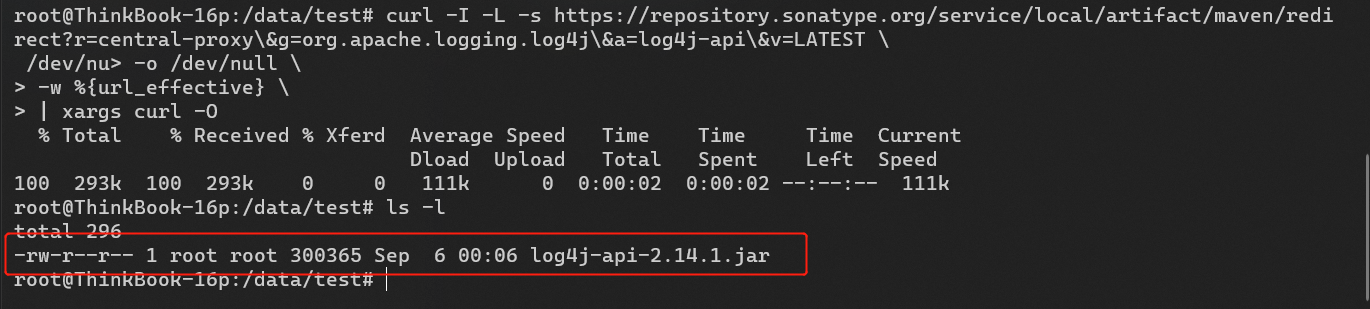 root@ThinkBook-16p:/data/test# curl -I -L -s https://repository.sonatype.org/service/local/artifact/maven/redi
rect?r=central-proxy\&g=org.apache.logging.log4j\&a=log4j-api\&v=LATEST \
 /dev/nu> -o /dev/null \
> -w %{url_effective} \
> | xargs curl -O
  % Total    % Received % Xferd  Average Speed   Time    Time     Time  Current
                                 Dload  Upload   Total   Spent    Left  Speed
100  293k  100  293k    0     0   111k      0  0:00:02  0:00:02 --:--:--  111k
root@ThinkBook-16p:/data/test# ls -l
total 296
-rw-r--r-- 1 root root 300365 Sep  6 00:06 log4j-api-2.14.1.jar
root@ThinkBook-16p:/data/test#